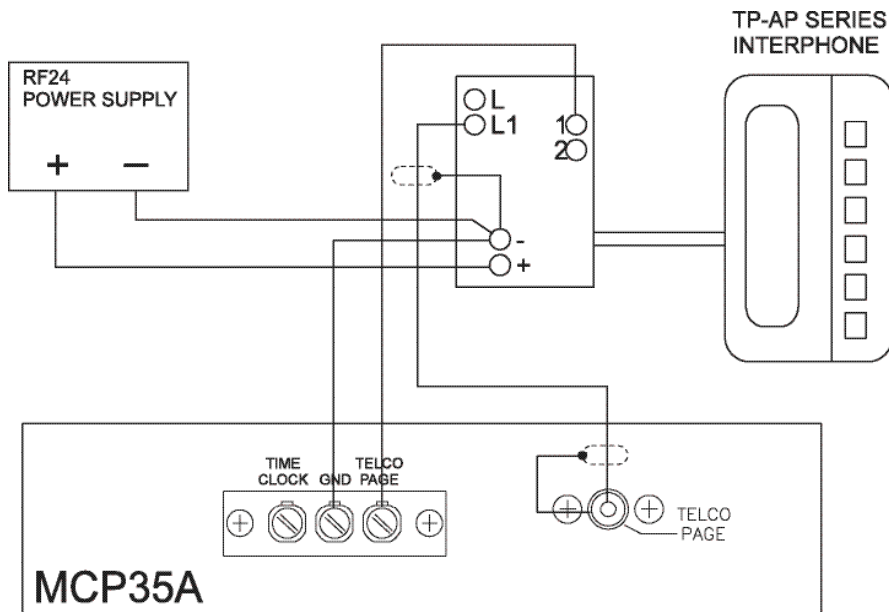 TP-AP SERIES
INTERPHONE
RF24
POWER SUPPLY
+ −
L
L1
1
2
-
+
TIME
CLOCK
GND
TELCO
PAGE
TELCO
PAGE
MCP35A